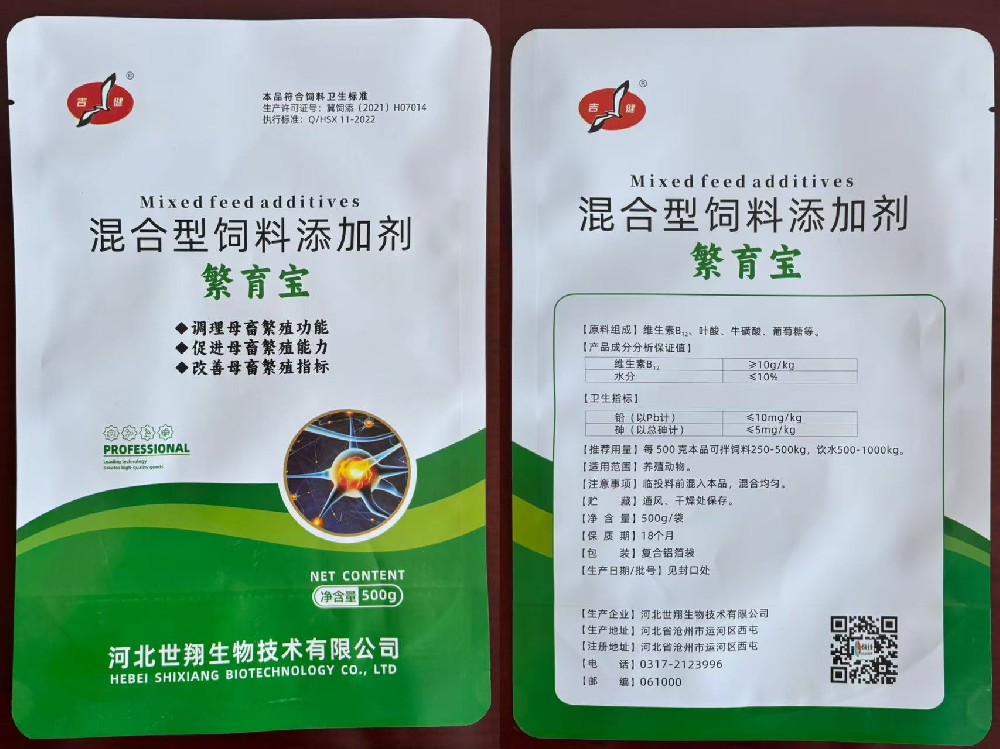 吉 健
®
本品符合饲料卫生标准
生产许可证号：冀饲添（2021）H07014
执行标准：Q/HSX 11-2022
Mixed feed additives
混合型饲料添加剂
繁育宝
◆调理母畜繁殖功能
◆促进母畜繁殖能力
◆改善母畜繁殖指标
PROFESSIONAL
Leading technology
Creates high-quality goods
NET CONTENT
净含量 500g
河北世翔生物技术有限公司
HEBEI SHIXIANG BIOTECHNOLOGY CO., LTD
吉 健
®
Mixed feed additives
混合型饲料添加剂
繁育宝
【原料组成】维生素B12、叶酸、牛磺酸、葡萄糖等。
【产品成分分析保证值】
维生素B12 ≥10g/kg
水分 ≤10%
【卫生指标】
铅（以Pb计） ≤10mg/kg
砷（以总砷计） ≤5mg/kg
【推荐用量】每500克本品可拌饲料250-500kg，饮水500-1000kg。
【适用范围】养殖动物。
【注意事项】临投料前混入本品，混合均匀。
【贮 藏】通风、干燥处保存。
【净 含 量】500g/袋
【保 质 期】18个月
【包 装】复合铝箔袋
【生产日期/批号】见封口处
【生产企业】河北世翔生物技术有限公司
【生产地址】河北省沧州市运河区西屯
【注册地址】河北省沧州市运河区西屯
【电 话】0317-2123996
【邮 编】061000